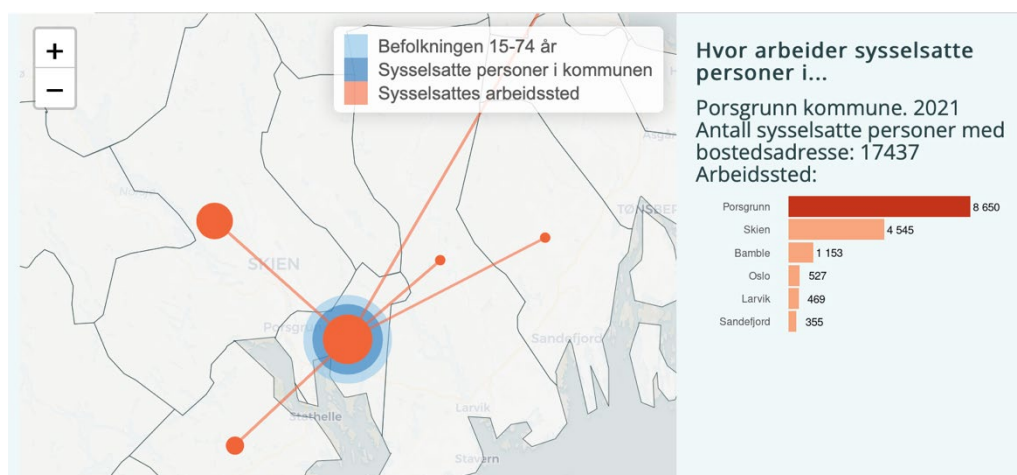 +
−
Befolkningen 15-74 år
Sysselsatte personer i kommunen
Sysselsattes arbeidssted
SKIEN
Sandefjord
Stathelle
Larvik
Stavern
Hvor arbeider sysselsatte
personer i...
Porsgrunn kommune. 2021
Antall sysselsatte personer med
bostedsadresse: 17437
Arbeidssted:
Porsgrunn 8 650
Skien 4 545
Bamble 1 153
Oslo 527
Larvik 469
Sandefjord 355